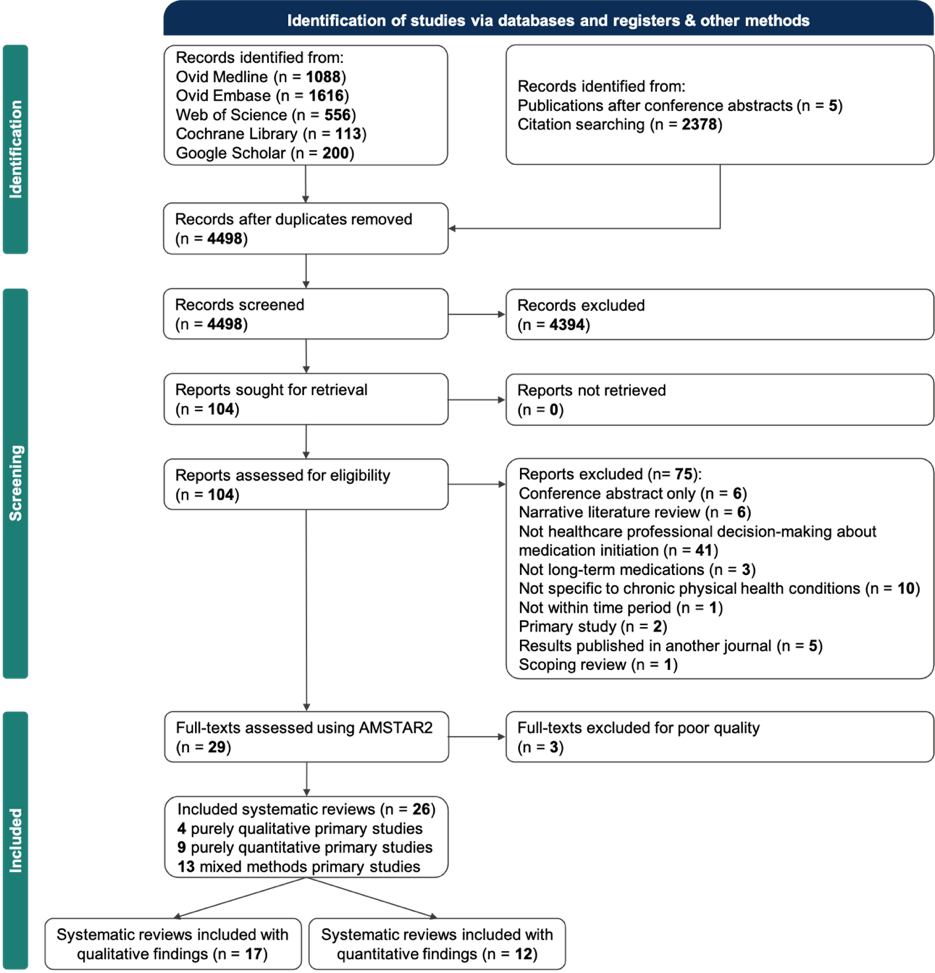 Identification of studies via databases and registers & other methods
Identification
Records identified from:
Ovid Medline (n = 1088)
Ovid Embase (n = 1616)
Web of Science (n = 556)
Cochrane Library (n = 113)
Google Scholar (n = 200)
Records identified from:
Publications after conference abstracts (n = 5)
Citation searching (n = 2378)
Records after duplicates removed
(n = 4498)
Screening
Records screened
(n = 4498)
Records excluded
(n = 4394)
Reports sought for retrieval
(n = 104)
Reports not retrieved
(n = 0)
Reports assessed for eligibility
(n = 104)
Reports excluded (n= 75):
Conference abstract only (n = 6)
Narrative literature review (n = 6)
Not healthcare professional decision-making about
medication initiation (n = 41)
Not long-term medications (n = 3)
Not specific to chronic physical health conditions (n = 10)
Not within time period (n = 1)
Primary study (n = 2)
Results published in another journal (n = 5)
Scoping review (n = 1)
Included
Full-texts assessed using AMSTAR2
(n = 29)
Full-texts excluded for poor quality
(n = 3)
Included systematic reviews (n = 26)
4 purely qualitative primary studies
9 purely quantitative primary studies
13 mixed methods primary studies
Systematic reviews included with
qualitative findings (n = 17)
Systematic reviews included with
quantitative findings (n = 12)